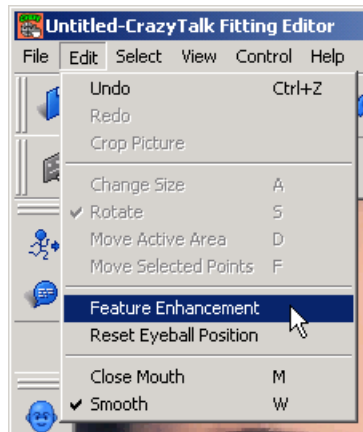 Untitled-CrazyTalk Fitting Editor
File Edit Select View Control Help
Undo Ctrl+Z
Redo
Crop Picture
Change Size A
Rotate S
Move Active Area D
Move Selected Points F
Feature Enhancement
Reset Eyeball Position
Close Mouth M
Smooth W